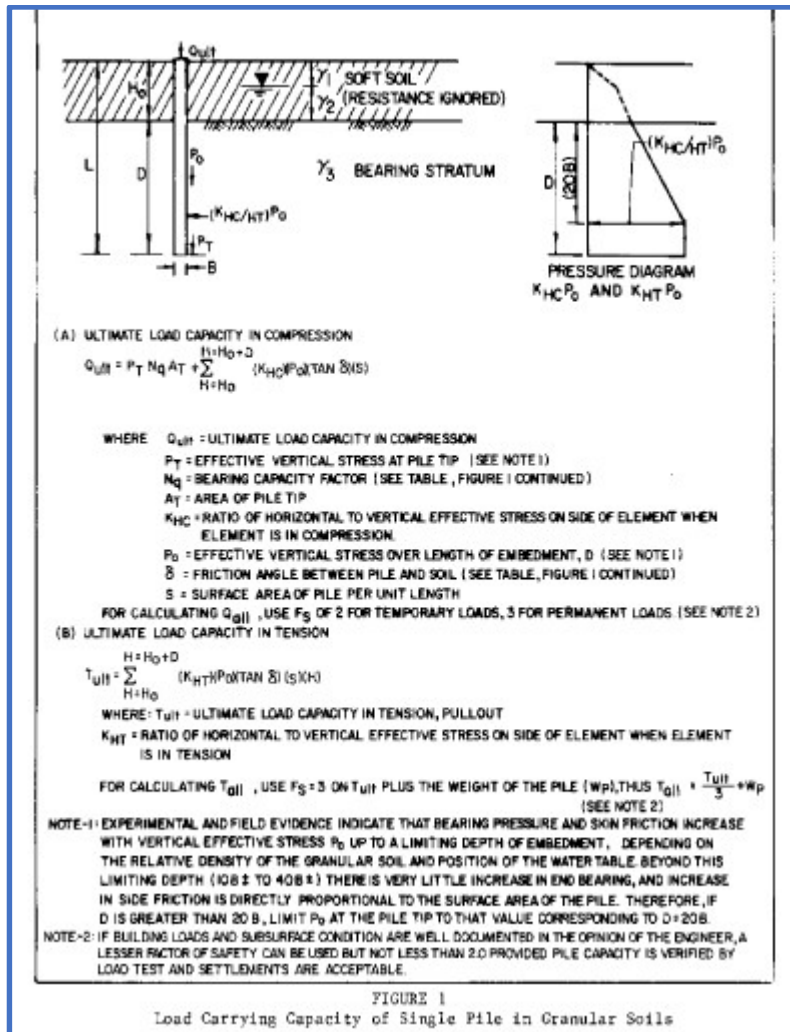 Qult
γ1 SOFT SOIL
γ2 (RESISTANCE IGNORED)
H0
L
D
P0
γ3 BEARING STRATUM
(KHC/HT)P0
PT
B
D
(20B)
(KHC/HT)P0
PRESSURE DIAGRAM
KHCP0 AND KHTP0
(A) ULTIMATE LOAD CAPACITY IN COMPRESSION
H=H0+D
Qult = PT Nq AT + Σ (KHC)(P0)(TAN δ)(S)
H=H0
WHERE Qult = ULTIMATE LOAD CAPACITY IN COMPRESSION
PT = EFFECTIVE VERTICAL STRESS AT PILE TIP (SEE NOTE 1)
Nq = BEARING CAPACITY FACTOR (SEE TABLE, FIGURE 1 CONTINUED)
AT = AREA OF PILE TIP
KHC = RATIO OF HORIZONTAL TO VERTICAL EFFECTIVE STRESS ON SIDE OF ELEMENT WHEN
ELEMENT IS IN COMPRESSION.
P0 = EFFECTIVE VERTICAL STRESS OVER LENGTH OF EMBEDMENT, D (SEE NOTE 1)
δ = FRICTION ANGLE BETWEEN PILE AND SOIL (SEE TABLE, FIGURE 1 CONTINUED)
S = SURFACE AREA OF PILE PER UNIT LENGTH
FOR CALCULATING Qall, USE FS OF 2 FOR TEMPORARY LOADS, 3 FOR PERMANENT LOADS. (SEE NOTE 2)
(B) ULTIMATE LOAD CAPACITY IN TENSION
H=H0+D
Tult = Σ (KHT)(P0)(TAN δ)(S)(H)
H=H0
WHERE: Tult = ULTIMATE LOAD CAPACITY IN TENSION, PULLOUT
KHT = RATIO OF HORIZONTAL TO VERTICAL EFFECTIVE STRESS ON SIDE OF ELEMENT WHEN ELEMENT
IS IN TENSION
FOR CALCULATING Tall, USE FS = 3 ON Tult PLUS THE WEIGHT OF THE PILE (WP), THUS Tall = Tult/3 + WP
(SEE NOTE 2)
NOTE-1: EXPERIMENTAL AND FIELD EVIDENCE INDICATE THAT BEARING PRESSURE AND SKIN FRICTION INCREASE
WITH VERTICAL EFFECTIVE STRESS P0 UP TO A LIMITING DEPTH OF EMBEDMENT, DEPENDING ON
THE RELATIVE DENSITY OF THE GRANULAR SOIL AND POSITION OF THE WATER TABLE. BEYOND THIS
LIMITING DEPTH (10B± TO 40B±) THERE IS VERY LITTLE INCREASE IN END BEARING, AND INCREASE
IN SIDE FRICTION IS DIRECTLY PROPORTIONAL TO THE SURFACE AREA OF THE PILE. THEREFORE, IF
D IS GREATER THAN 20 B, LIMIT P0 AT THE PILE TIP TO THAT VALUE CORRESPONDING TO D=20B.
NOTE-2: IF BUILDING LOADS AND SUBSURFACE CONDITION ARE WELL DOCUMENTED IN THE OPINION OF THE ENGINEER, A
LESSER FACTOR OF SAFETY CAN BE USED BUT NOT LESS THAN 2.0 PROVIDED PILE CAPACITY IS VERIFIED BY
LOAD TEST AND SETTLEMENTS ARE ACCEPTABLE.
FIGURE 1
Load Carrying Capacity of Single Pile in Granular Soils